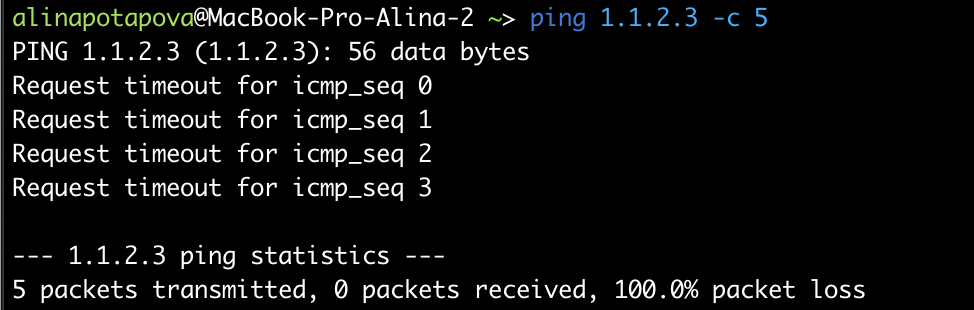 alinapotapova@MacBook-Pro-Alina-2 ~> ping 1.1.2.3 -c 5
PING 1.1.2.3 (1.1.2.3): 56 data bytes
Request timeout for icmp_seq 0
Request timeout for icmp_seq 1
Request timeout for icmp_seq 2
Request timeout for icmp_seq 3
--- 1.1.2.3 ping statistics ---
5 packets transmitted, 0 packets received, 100.0% packet loss